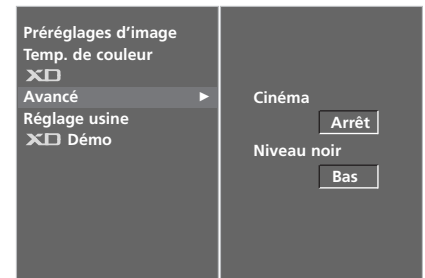 Préréglages d'image
Temp. de couleur
XD
Avancé ►
Réglage usine
XD Démo
Cinéma
Arrêt
Niveau noir
Bas